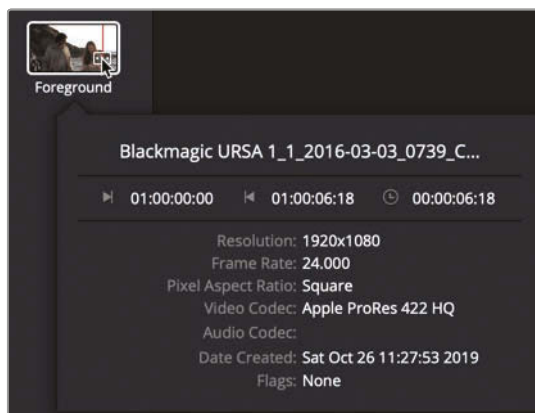 Foreground
Blackmagic URSA 1_1_2016-03-03_0739_C...
01:00:00:00 01:00:06:18 00:00:06:18
Resolution: 1920x1080
Frame Rate: 24.000
Pixel Aspect Ratio: Square
Video Codec: Apple ProRes 422 HQ
Audio Codec:
Date Created: Sat Oct 26 11:27:53 2019
Flags: None